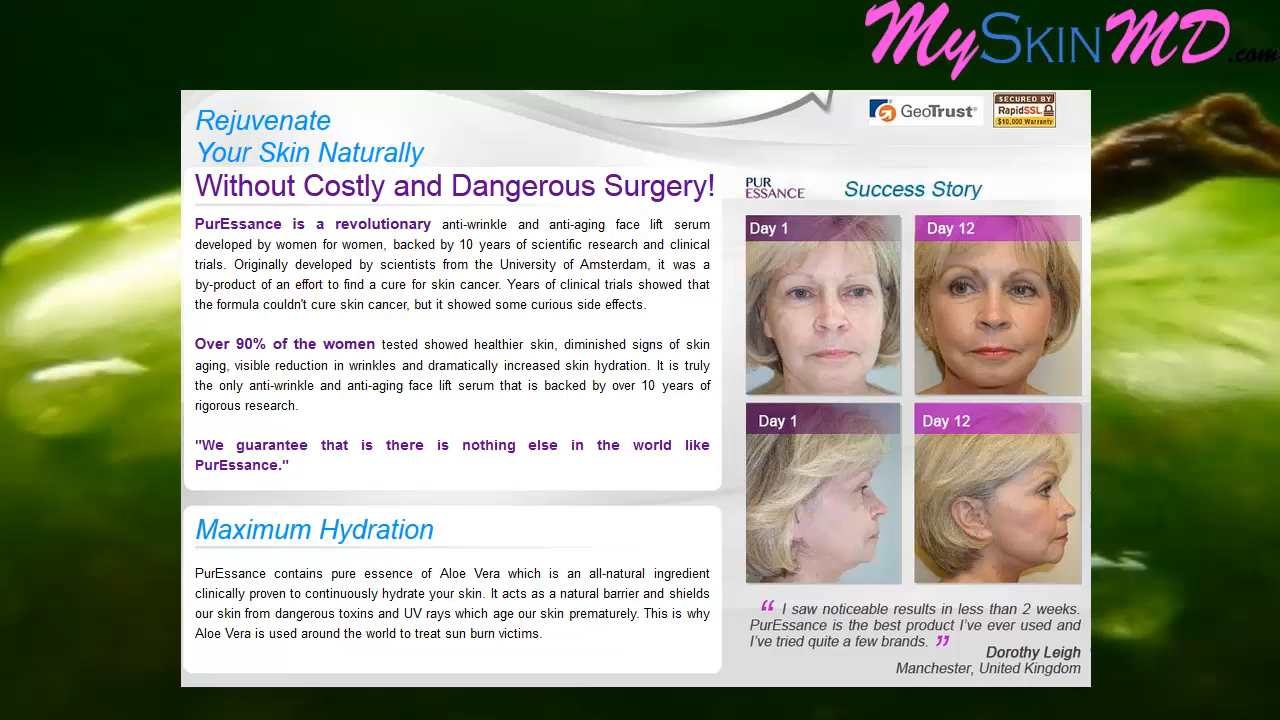 MySkinMD.com
GeoTrust®
SECURED BY
RapidSSL
$10,000 Warranty
Rejuvenate
Your Skin Naturally
Without Costly and Dangerous Surgery!
PurEssance is a revolutionary anti-wrinkle and anti-aging face lift serum
developed by women for women, backed by 10 years of scientific research and clinical
trials. Originally developed by scientists from the University of Amsterdam, it was a
by-product of an effort to find a cure for skin cancer. Years of clinical trials showed that
the formula couldn't cure skin cancer, but it showed some curious side effects.
Over 90% of the women tested showed healthier skin, diminished signs of skin
aging, visible reduction in wrinkles and dramatically increased skin hydration. It is truly
the only anti-wrinkle and anti-aging face lift serum that is backed by over 10 years of
rigorous research.
"We guarantee that is there is nothing else in the world like
PurEssance."
Maximum Hydration
PurEssance contains pure essence of Aloe Vera which is an all-natural ingredient
clinically proven to continuously hydrate your skin. It acts as a natural barrier and shields
our skin from dangerous toxins and UV rays which age our skin prematurely. This is why
Aloe Vera is used around the world to treat sun burn victims.
PUR
ESSANCE
Success Story
Day 1
Day 12
Day 1
Day 12
“ I saw noticeable results in less than 2 weeks.
PurEssance is the best product I've ever used and
I've tried quite a few brands. ”
Dorothy Leigh
Manchester, United Kingdom